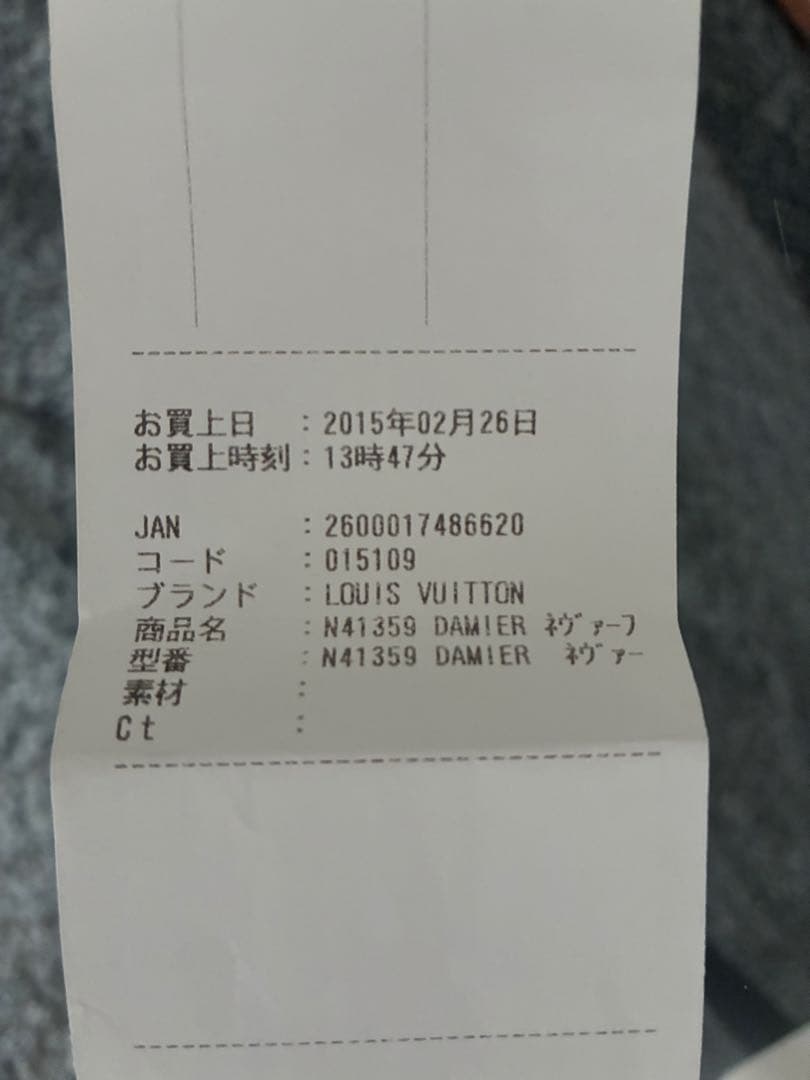 お買上日 : 2015年02月26日
お買上時刻 : 13時47分
JAN : 2600017486620
コード : 015109
ブランド : LOUIS VUITTON
商品名 : N41359 DAMIER ﾈヴァーフ
型番 : N41359 DAMIER ﾈヴァー
素材 :
Ct :